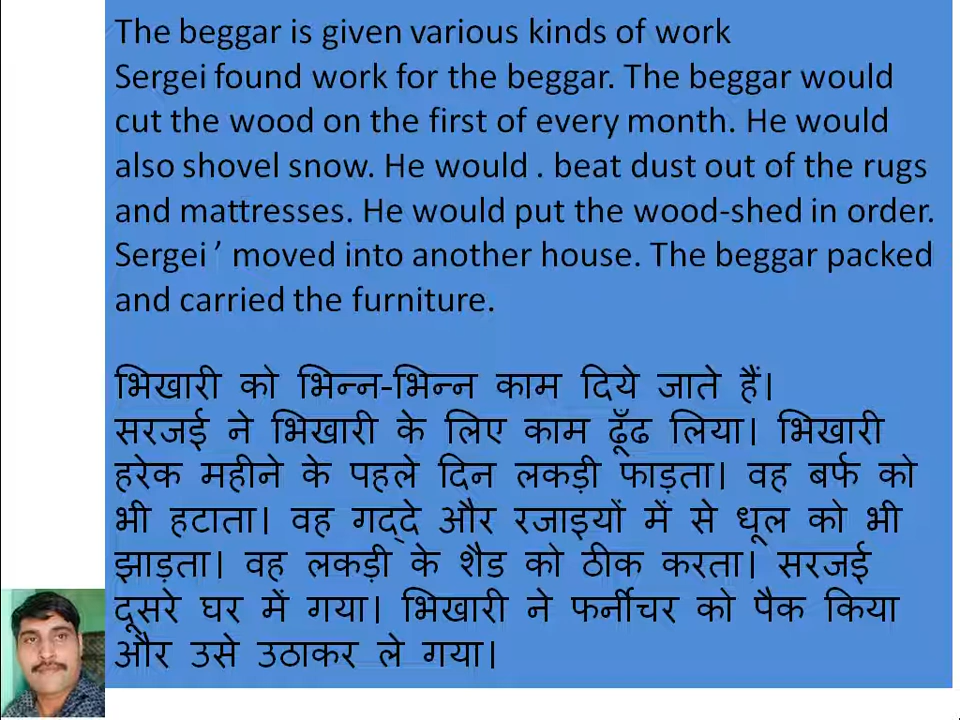 The beggar is given various kinds of work
Sergei found work for the beggar. The beggar would
cut the wood on the first of every month. He would
also shovel snow. He would . beat dust out of the rugs
and mattresses. He would put the wood-shed in order.
Sergei ’ moved into another house. The beggar packed
and carried the furniture.
भिखारी को भिन्न-भिन्न काम दिये जाते हैं।
सरजई ने भिखारी के लिए काम ढूँढ लिया। भिखारी
हरेक महीने के पहले दिन लकड़ी फाड़ता। वह बर्फ को
भी हटाता। वह गद्दे और रजाइयों में से धूल को भी
झाड़ता। वह लकड़ी के शैड को ठीक करता। सरजई
दूसरे घर में गया। भिखारी ने फर्नीचर को पैक किया
और उसे उठाकर ले गया।